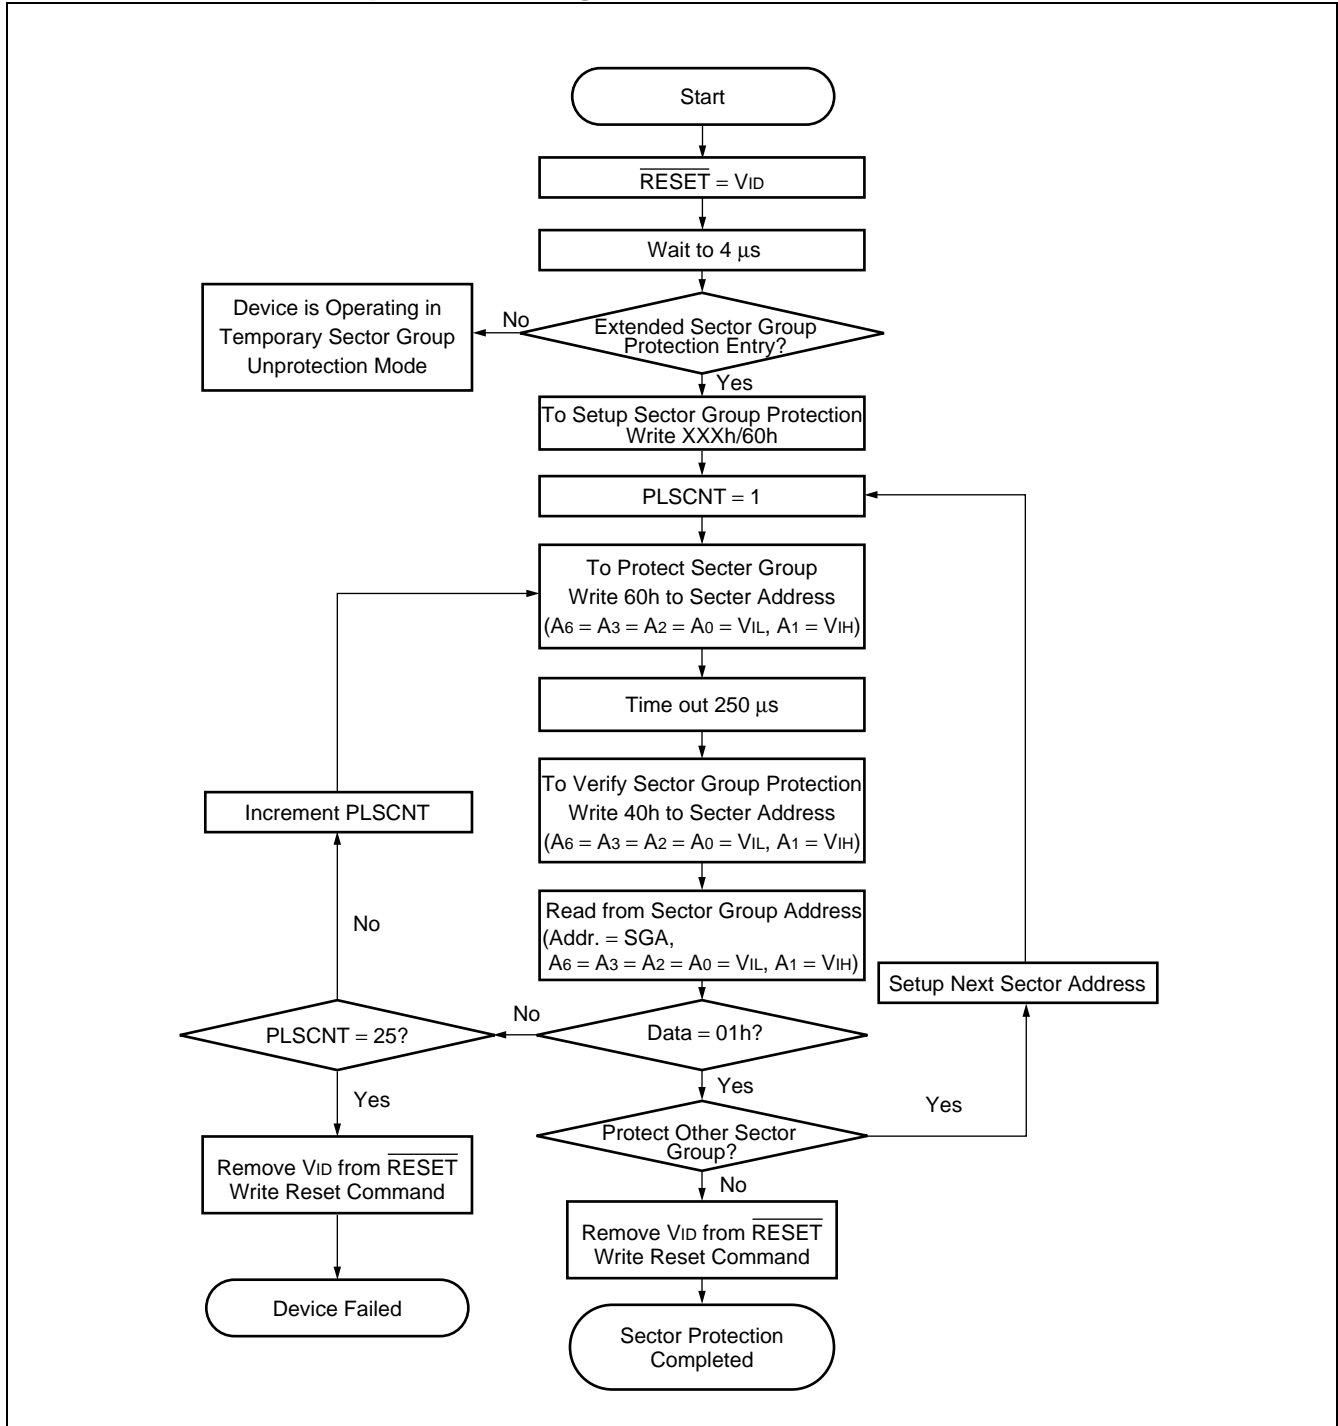 Start
RESET = VID
Wait to 4 μs
Device is Operating in
Temporary Sector Group
Unprotection Mode
No
Extended Sector Group
Protection Entry?
Yes
To Setup Sector Group Protection
Write XXXh/60h
PLSCNT = 1
To Protect Secter Group
Write 60h to Secter Address
(A6 = A3 = A2 = A0 = VIL, A1 = VIH)
Time out 250 μs
To Verify Sector Group Protection
Write 40h to Secter Address
(A6 = A3 = A2 = A0 = VIL, A1 = VIH)
Increment PLSCNT
Read from Sector Group Address
(Addr. = SGA,
A6 = A3 = A2 = A0 = VIL, A1 = VIH)
No
Setup Next Sector Address
PLSCNT = 25?
No
Data = 01h?
Yes
Yes
Yes
Protect Other Sector
Group?
No
Remove VID from RESET
Write Reset Command
Remove VID from RESET
Write Reset Command
Device Failed
Sector Protection
Completed